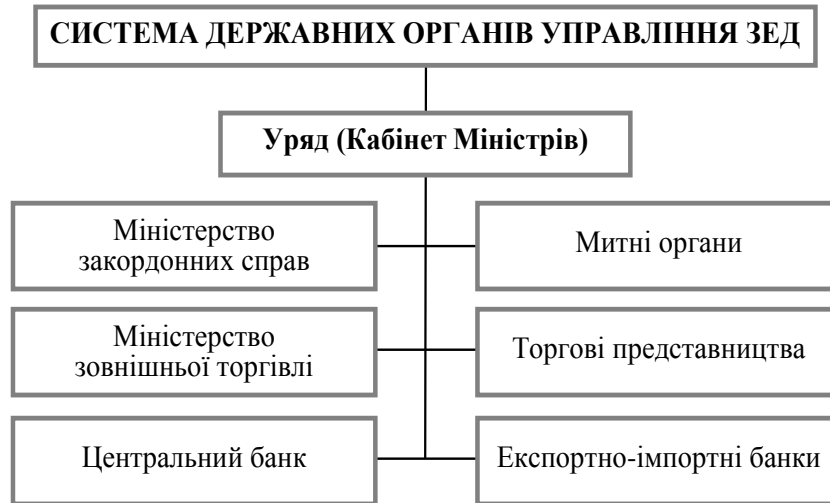 СИСТЕМА ДЕРЖАВНИХ ОРГАНІВ УПРАВЛІННЯ ЗЕД
Уряд (Кабінет Міністрів)
Міністерство
закордонних справ
Митні органи
Міністерство
зовнішньої торгівлі
Торгові представництва
Центральний банк
Експортно-імпортні банки